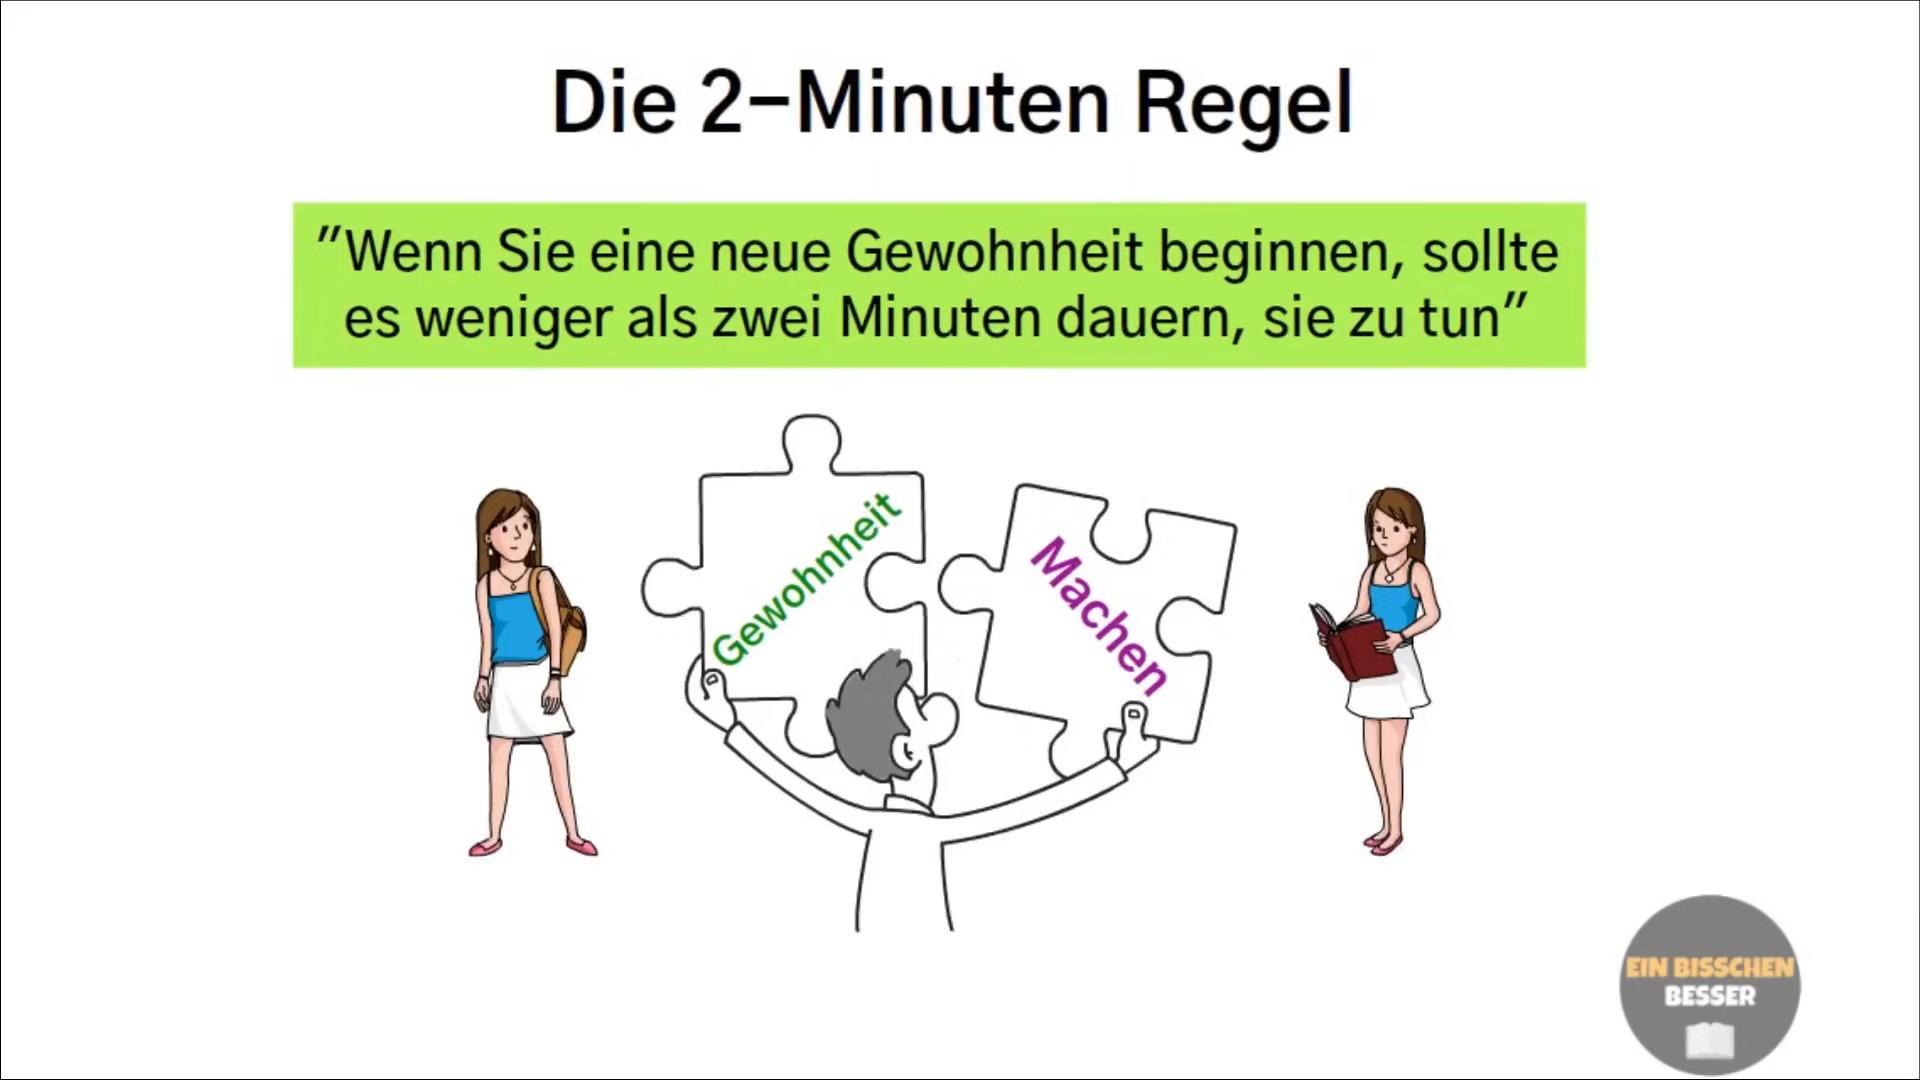 Die 2-Minuten Regel
"Wenn Sie eine neue Gewohnheit beginnen, sollte
es weniger als zwei Minuten dauern, sie zu tun"
Gewohnheit
Machen
EIN BISSCHEN
BESSER